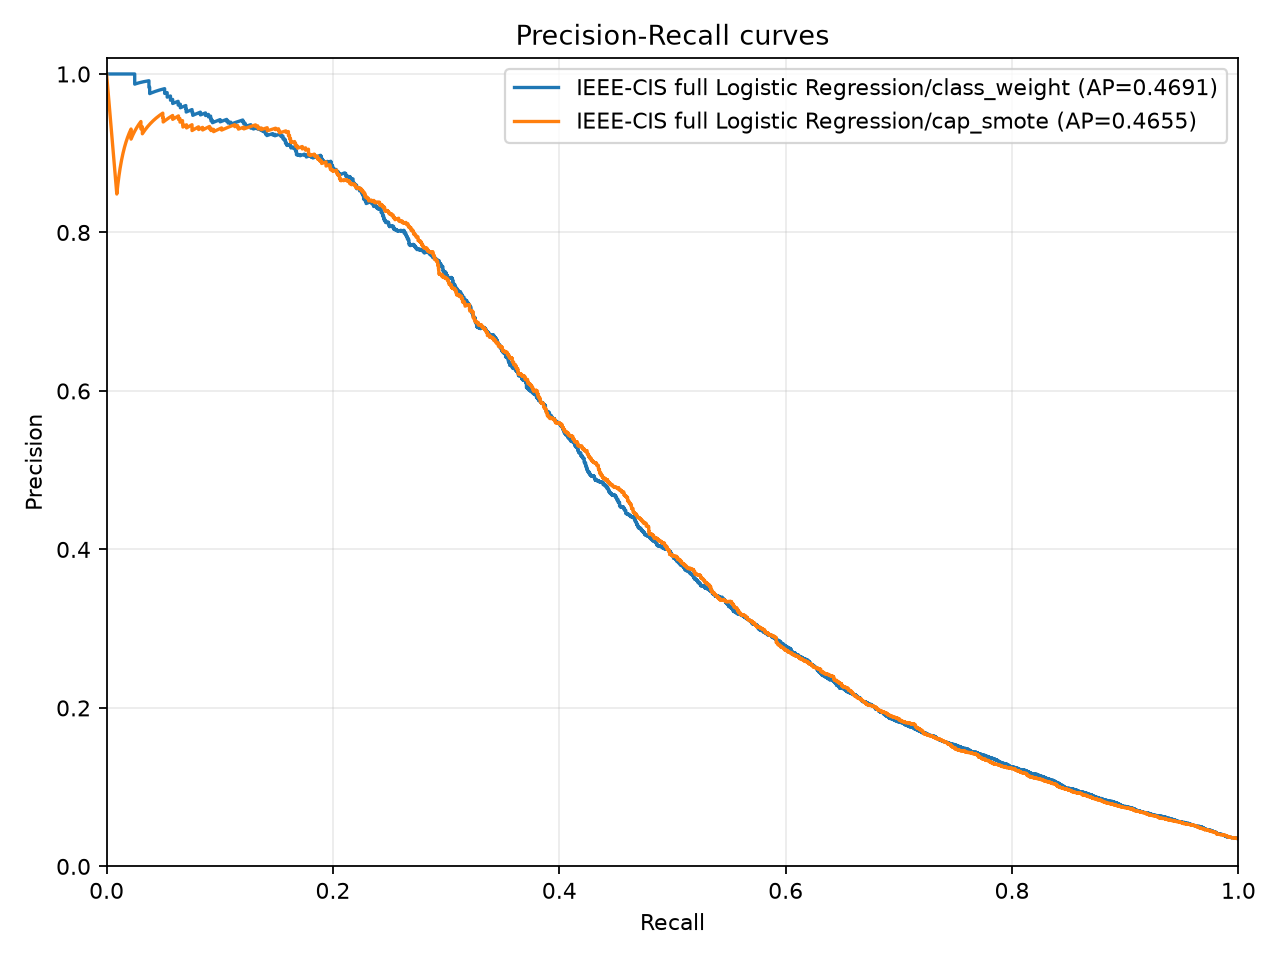 Precision-Recall curves
IEEE-CIS full Logistic Regression/class_weight (AP=0.4691)
IEEE-CIS full Logistic Regression/cap_smote (AP=0.4655)
Precision
1.0
0.8
0.6
0.4
0.2
0.0
0.0 0.2 0.4 0.6 0.8 1.0
Recall